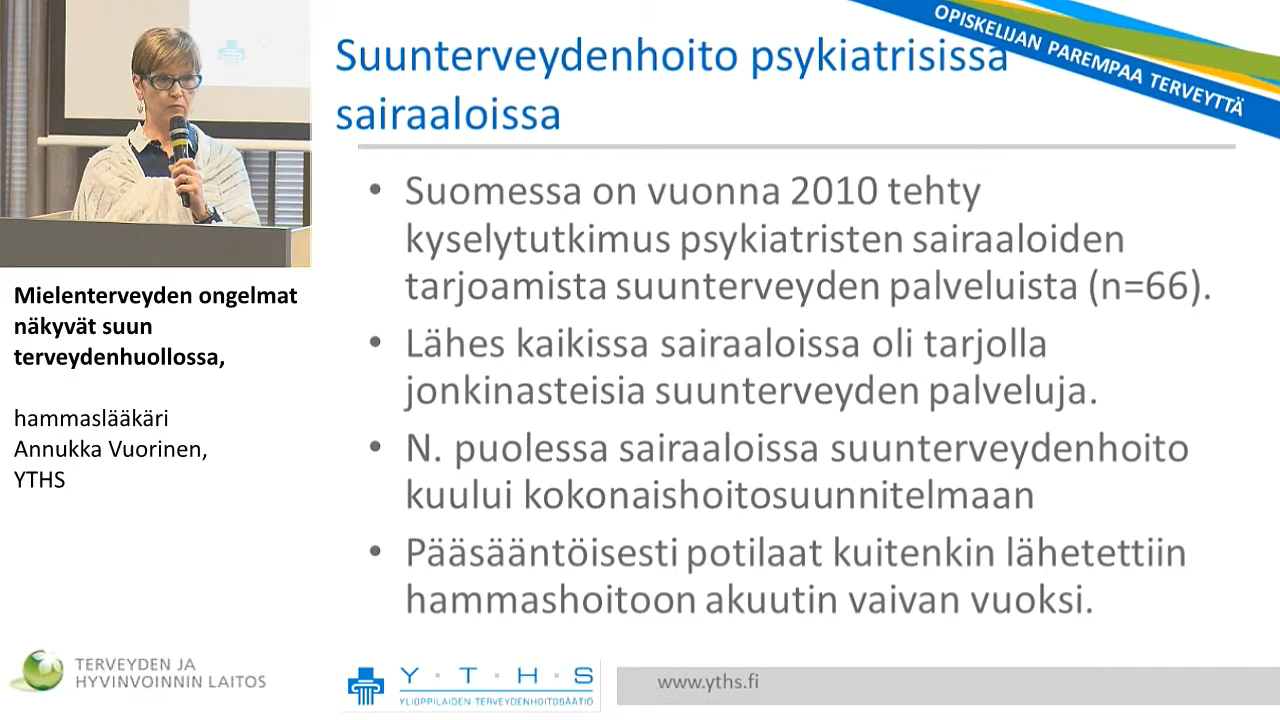 OPISKELIJAN PAREMPAA TERVEYTTÄ
Suunterveydenhoito psykiatrisissa
sairaaloissa
• Suomessa on vuonna 2010 tehty
kyselytutkimus psykiatristen sairaaloiden
tarjoamista suunterveyden palveluista (n=66).
• Lähes kaikissa sairaaloissa oli tarjolla
jonkinasteisia suunterveyden palveluja.
• N. puolessa sairaaloissa suunterveydenhoito
kuului kokonaishoitosuunnitelmaan
• Pääsääntöisesti potilaat kuitenkin lähetettiin
hammashoitoon akuutin vaivan vuoksi.
Mielenterveyden ongelmat
näkyvät suun
terveydenhuollossa,
hammaslääkäri
Annukka Vuorinen,
YTHS
TERVEYDEN JA
HYVINVOINNIN LAITOS
Y · T · H · S
YLIOPPILAIDEN TERVEYDENHOITOSÄÄTIÖ
www.yths.fi